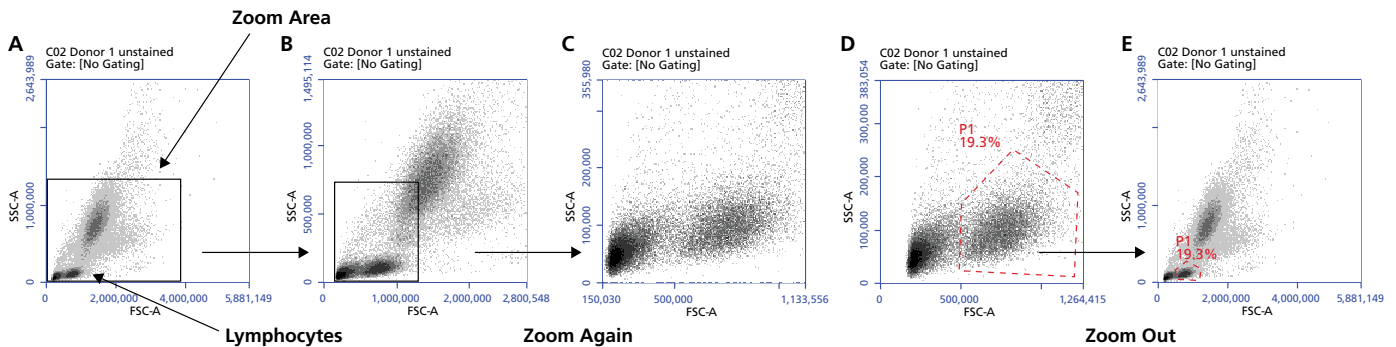 Zoom Area
A
C02 Donor 1 unstained
Gate: [No Gating]
2,643,989
1,000,000
0
SSC-A
0
2,000,000
4,000,000
5,881,149
FSC-A
B
C02 Donor 1 unstained
Gate: [No Gating]
1,495,114
1,000,000
500,000
0
SSC-A
0
1,000,000
2,000,000
2,800,548
FSC-A
C
C02 Donor 1 unstained
Gate: [No Gating]
355,980
200,000
100,000
0
SSC-A
150,030
500,000
1,133,556
FSC-A
D
C02 Donor 1 unstained
Gate: [No Gating]
383,054
300,000
200,000
100,000
0
SSC-A
P1
19.3%
0
500,000
1,264,415
FSC-A
E
C02 Donor 1 unstained
Gate: [No Gating]
2,643,989
1,000,000
0
SSC-A
P1
19.3%
0
2,000,000
4,000,000
5,881,149
FSC-A
Lymphocytes
Zoom Again
Zoom Out